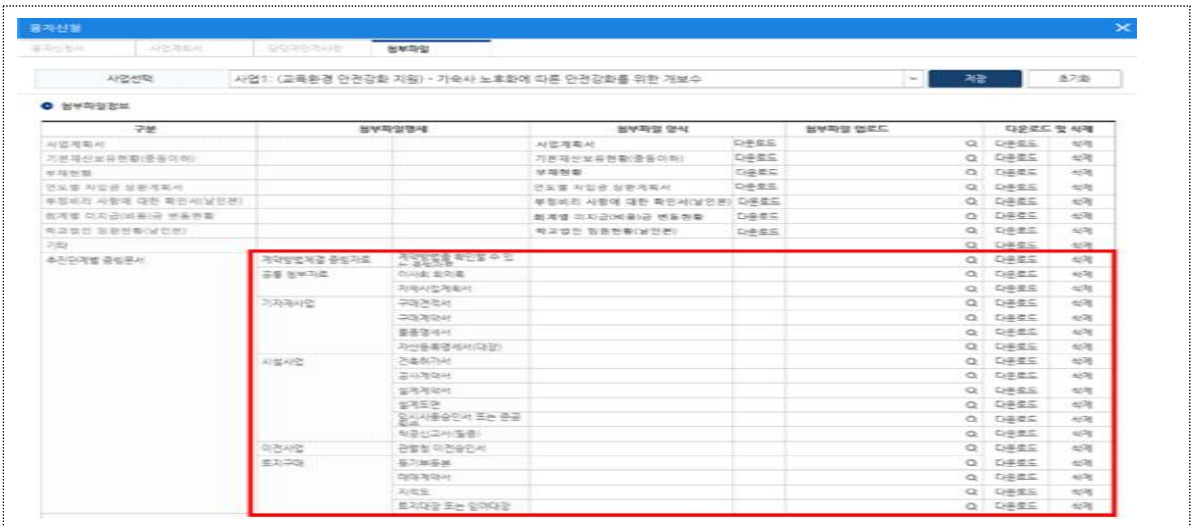 융자신청
융자신청서 사업계획서 담당자인적사항 첨부파일
사업선택 사업1: (교육환경 안전강화 지원) - 기숙사 노후화에 따른 안전강화를 위한 개보수 저장 초기화
첨부파일정보
구분 첨부파일명세 첨부파일 양식 첨부파일 업로드 다운로드 및 삭제
사업계획서 사업계획서 다운로드 다운로드 삭제
기본재산보유현황(중등이하) 기본재산보유현황(중등이하) 다운로드 다운로드 삭제
부채현황 부채현황 다운로드 다운로드 삭제
연도별 차입금 상환계획서 연도별 차입금 상환계획서 다운로드 다운로드 삭제
부정비리 사항에 대한 확인서(날인본) 부정비리 사항에 대한 확인서(날인본) 다운로드 다운로드 삭제
회계별 미지급(비용)금 변동현황 회계별 미지급(비용)금 변동현황 다운로드 다운로드 삭제
학교법인 임원현황(날인본) 학교법인 임원현황(날인본) 다운로드 다운로드 삭제
기타 다운로드 삭제
추진단계별 증빙문서 계약방법체결 증빙자료 계약방법을 확인할 수 있는 다운로드 삭제
공통 첨부자료 이사회 회의록 다운로드 삭제
자체사업계획서 다운로드 삭제
기자재사업 구매견적서 다운로드 삭제
구매계약서 다운로드 삭제
물품명세서 다운로드 삭제
자산등록명세서(대장) 다운로드 삭제
시설사업 건축허가서 다운로드 삭제
공사계약서 다운로드 삭제
설계계약서 다운로드 삭제
설계도면 다운로드 삭제
임시사용승인서 또는 준공 다운로드 삭제
착공신고서(필증) 다운로드 삭제
이전사업 관할청 이전승인서 다운로드 삭제
토지구매 등기부등본 다운로드 삭제
매매계약서 다운로드 삭제
지적도 다운로드 삭제
토지대장 또는 임야대장 다운로드 삭제